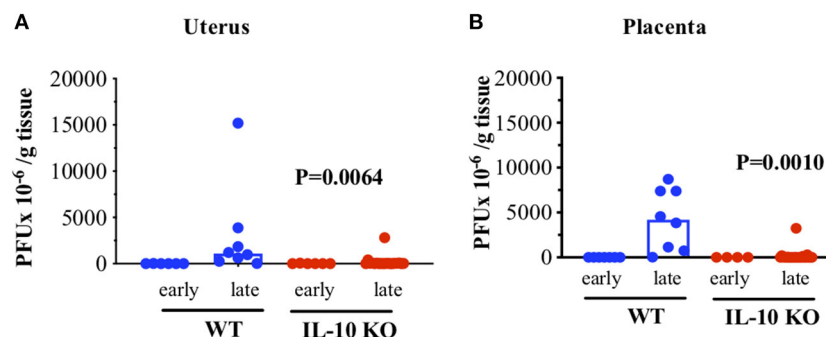 A
Uterus
PFUx 10⁻⁶ /g tissue
20000
15000
10000
5000
0
P=0.0064
early
late
early
late
WT
IL-10 KO
B
Placenta
PFUx 10⁻⁶ /g tissue
20000
15000
10000
5000
0
P=0.0010
early
late
early
late
WT
IL-10 KO